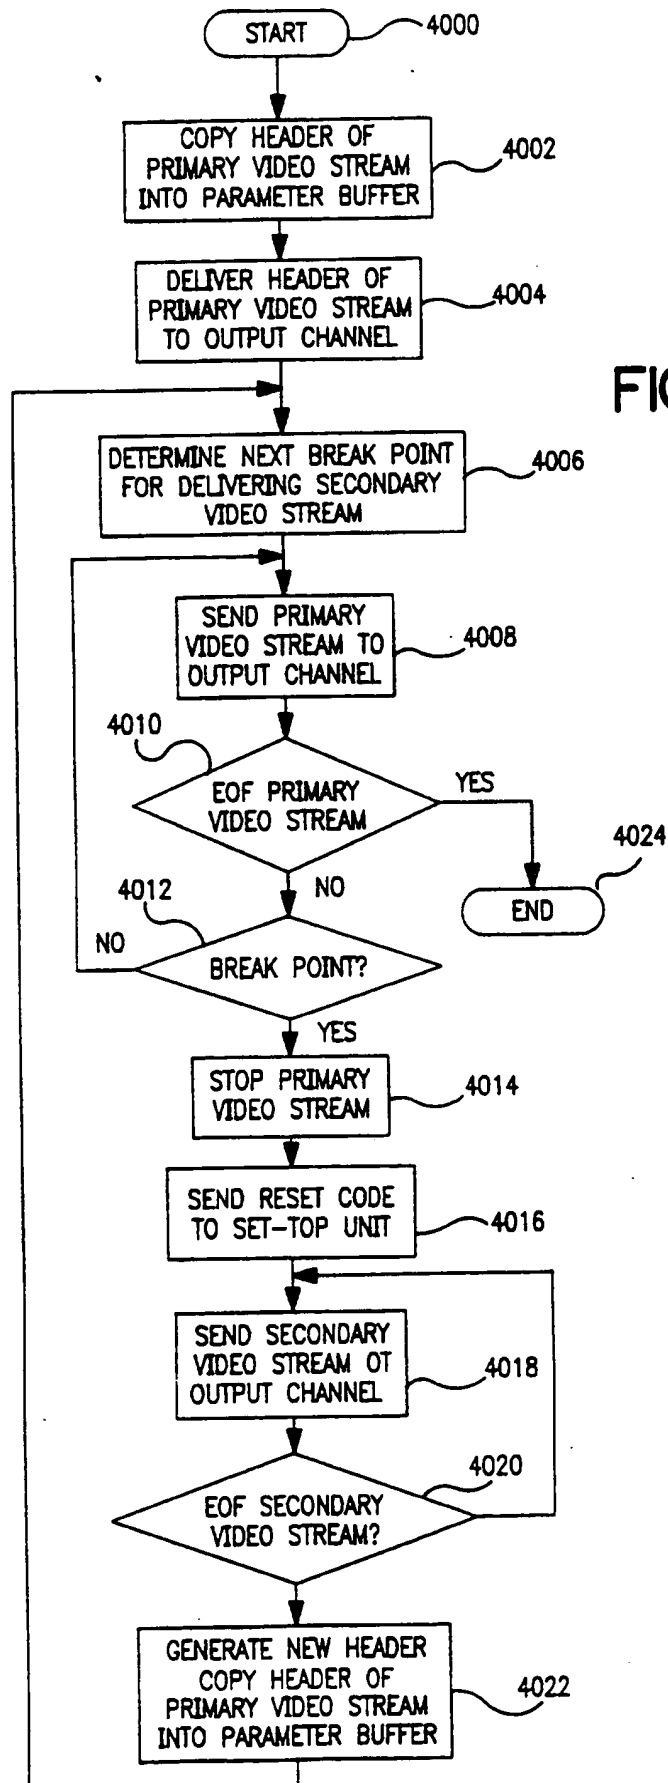 START
4000
COPY HEADER OF
PRIMARY VIDEO STREAM
INTO PARAMETER BUFFER
4002
DELIVER HEADER OF
PRIMARY VIDEO STREAM
TO OUTPUT CHANNEL
4004
FIG
DETERMINE NEXT BREAK POINT
FOR DELIVERING SECONDARY
VIDEO STREAM
4006
SEND PRIMARY
VIDEO STREAM TO
OUTPUT CHANNEL
4008
4010
EOF PRIMARY
VIDEO STREAM
YES
4024
END
NO
4012
NO
BREAK POINT?
YES
STOP PRIMARY
VIDEO STREAM
4014
SEND RESET CODE
TO SET-TOP UNIT
4016
SEND SECONDARY
VIDEO STREAM OT
OUTPUT CHANNEL
4018
4020
EOF SECONDARY
VIDEO STREAM?
GENERATE NEW HEADER
COPY HEADER OF
PRIMARY VIDEO STREAM
INTO PARAMETER BUFFER
4022